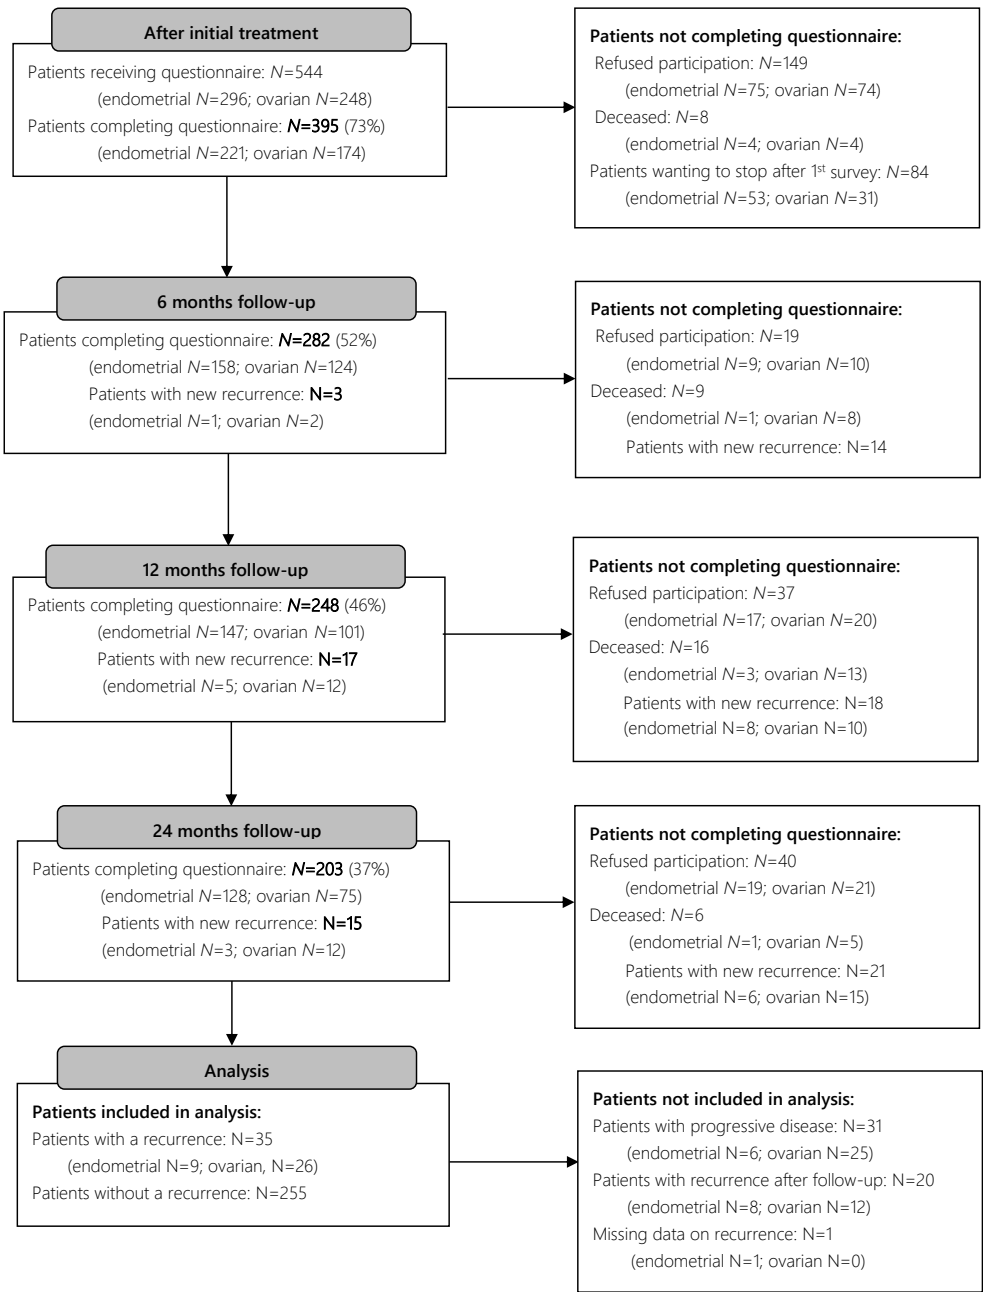 After initial treatment
Patients receiving questionnaire: N=544
(endometrial N=296; ovarian N=248)
Patients completing questionnaire: N=395 (73%)
(endometrial N=221; ovarian N=174)
Patients not completing questionnaire:
Refused participation: N=149
(endometrial N=75; ovarian N=74)
Deceased: N=8
(endometrial N=4; ovarian N=4)
Patients wanting to stop after 1st survey: N=84
(endometrial N=53; ovarian N=31)
6 months follow-up
Patients completing questionnaire: N=282 (52%)
(endometrial N=158; ovarian N=124)
Patients with new recurrence: N=3
(endometrial N=1; ovarian N=2)
Patients not completing questionnaire:
Refused participation: N=19
(endometrial N=9; ovarian N=10)
Deceased: N=9
(endometrial N=1; ovarian N=8)
Patients with new recurrence: N=14
12 months follow-up
Patients completing questionnaire: N=248 (46%)
(endometrial N=147; ovarian N=101)
Patients with new recurrence: N=17
(endometrial N=5; ovarian N=12)
Patients not completing questionnaire:
Refused participation: N=37
(endometrial N=17; ovarian N=20)
Deceased: N=16
(endometrial N=3; ovarian N=13)
Patients with new recurrence: N=18
(endometrial N=8; ovarian N=10)
24 months follow-up
Patients completing questionnaire: N=203 (37%)
(endometrial N=128; ovarian N=75)
Patients with new recurrence: N=15
(endometrial N=3; ovarian N=12)
Patients not completing questionnaire:
Refused participation: N=40
(endometrial N=19; ovarian N=21)
Deceased: N=6
(endometrial N=1; ovarian N=5)
Patients with new recurrence: N=21
(endometrial N=6; ovarian N=15)
Analysis
Patients included in analysis:
Patients with a recurrence: N=35
(endometrial N=9; ovarian, N=26)
Patients without a recurrence: N=255
Patients not included in analysis:
Patients with progressive disease: N=31
(endometrial N=6; ovarian N=25)
Patients with recurrence after follow-up: N=20
(endometrial N=8; ovarian N=12)
Missing data on recurrence: N=1
(endometrial N=1; ovarian N=0)